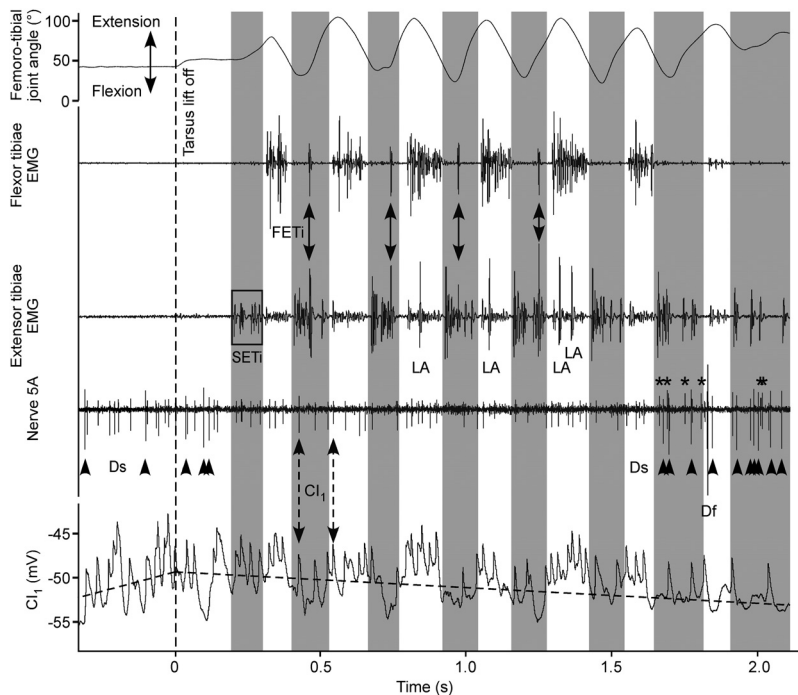 Femoro-tibial
joint angle (°)
100
50
0
Extension
Flexion
Tarsus lift off
Flexor tibiae
EMG
FETi
Extensor tibiae
EMG
SETi
LA
LA
LA
LA
Nerve 5A
** * * **
Ds
CI1
Ds
Df
CI1 (mV)
-45
-50
-55
0
0.5
1.0
1.5
2.0
Time (s)